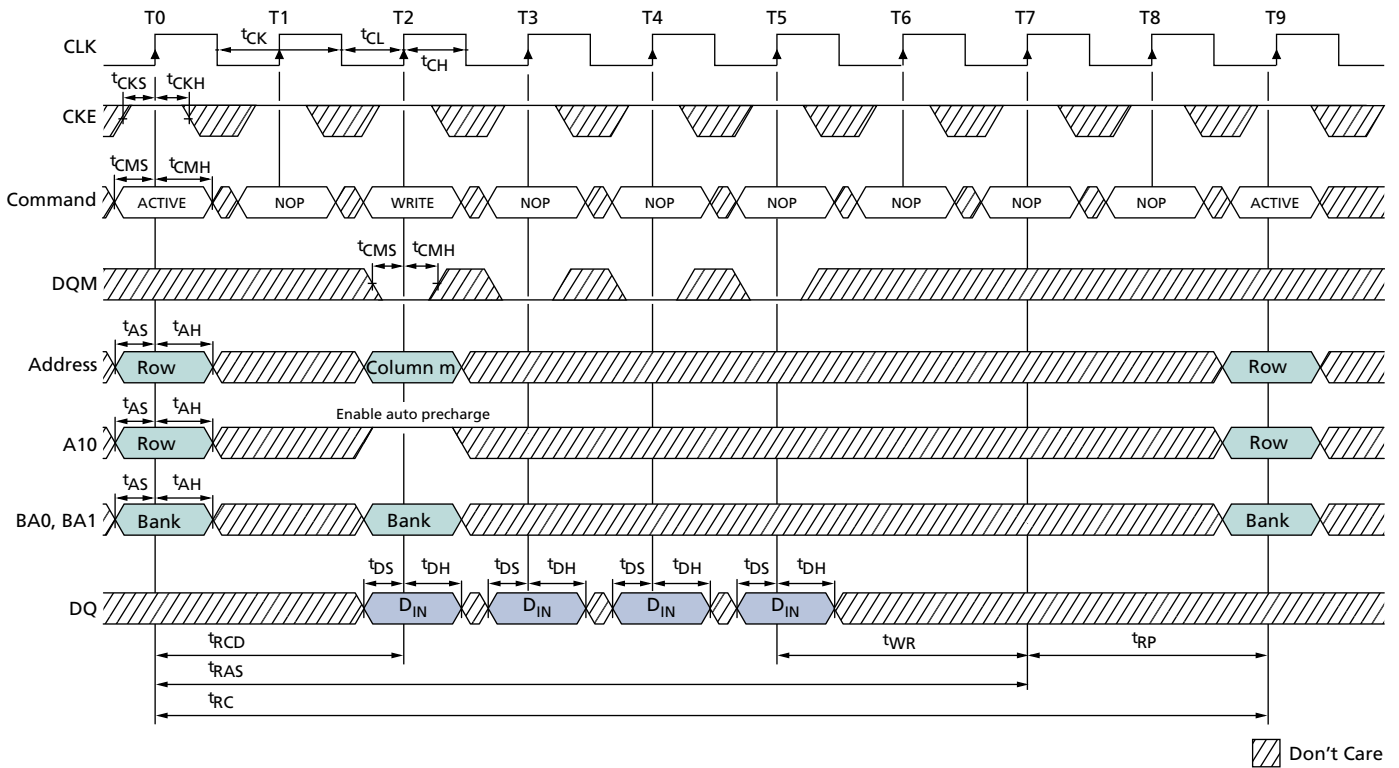 T0 T1 T2 T3 T4 T5 T6 T7 T8 T9
CLK tCK tCL tCH
tCKS tCKH
CKE
tCMS tCMH
Command ACTIVE NOP WRITE NOP NOP NOP NOP NOP NOP ACTIVE
tCMS tCMH
DQM
tAS tAH
Address Row Column m Row
tAS tAH Enable auto precharge
A10 Row Row
tAS tAH
BA0, BA1 Bank Bank Bank
tDS tDH tDS tDH tDS tDH tDS tDH
DQ DIN DIN DIN DIN
tRCD tWR tRP
tRAS
tRC
Don't Care